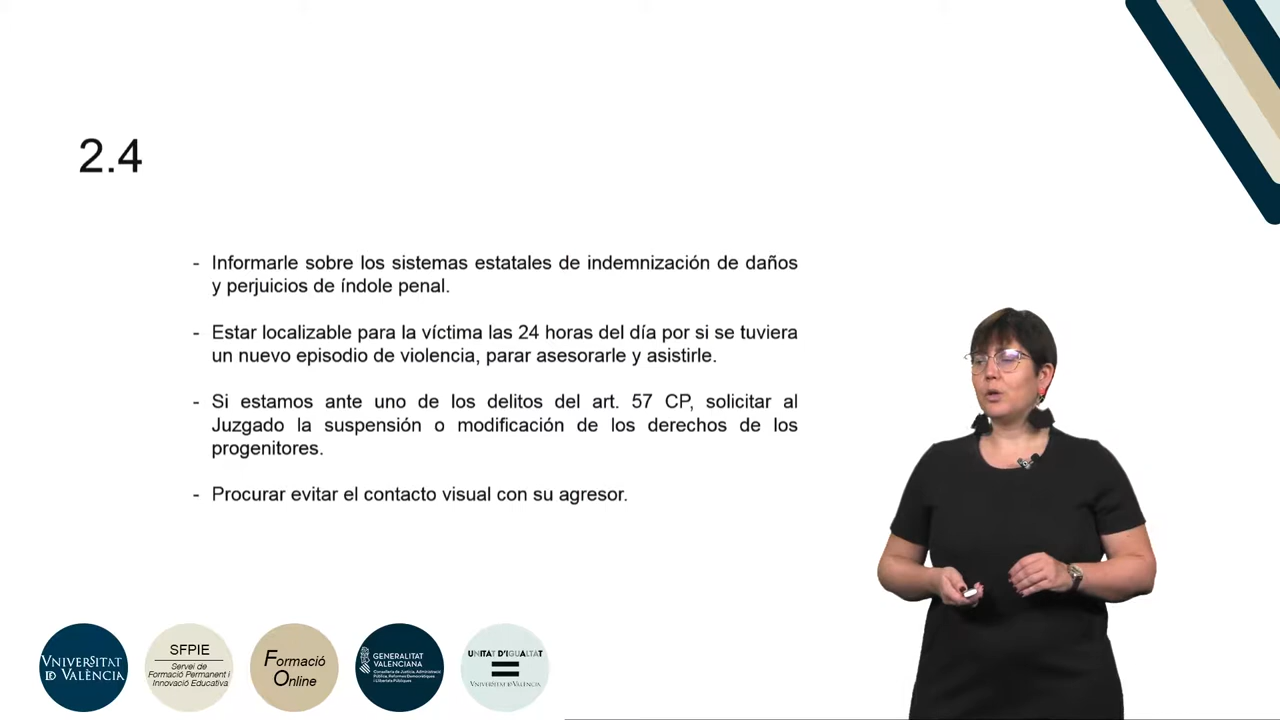 2.4
- Informarle sobre los sistemas estatales de indemnización de daños
y perjuicios de índole penal.
- Estar localizable para la víctima las 24 horas del día por si se tuviera
un nuevo episodio de violencia, parar asesorarle y asistirle.
- Si estamos ante uno de los delitos del art. 57 CP, solicitar al
Juzgado la suspensión o modificación de los derechos de los
progenitores.
- Procurar evitar el contacto visual con su agresor.
VNIVERSITAT
D VALÈNCIA
SFPIE
Servei de
Formació Permanent i
Innovació Educativa
Formació
Online
GENERALITAT
VALENCIANA
Conselleria de Justícia, Administració
Pública, Reformes Democràtiques
i Llibertats Públiques
UNITAT D'IGUALTAT
VNIVERSITAT D VALÈNCIA